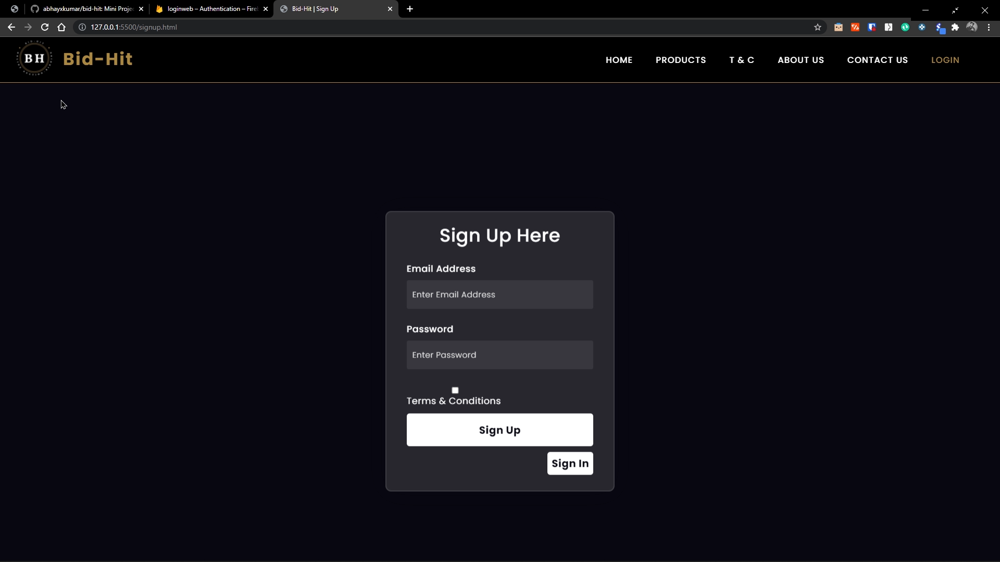 abhayxkumar/bid-hit: Mini Proje
loginweb – Authentication – Fire
Bid-Hit | Sign Up
127.0.0.1:5500/signup.html
BH
Bid-Hit
HOME
PRODUCTS
T & C
ABOUT US
CONTACT US
LOGIN
Sign Up Here
Email Address
Enter Email Address
Password
Enter Password
Terms & Conditions
Sign Up
Sign In